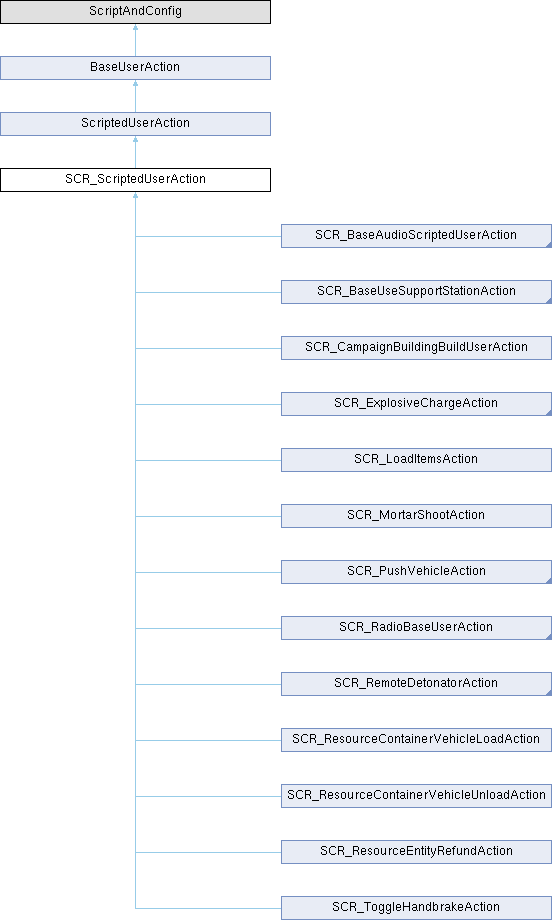 ScriptAndConfig
BaseUserAction
ScriptedUserAction
SCR_ScriptedUserAction
SCR_BaseAudioScriptedUserAction
SCR_BaseUseSupportStationAction
SCR_CampaignBuildingBuildUserAction
SCR_ExplosiveChargeAction
SCR_LoadItemsAction
SCR_MortarShootAction
SCR_PushVehicleAction
SCR_RadioBaseUserAction
SCR_RemoteDetonatorAction
SCR_ResourceContainerVehicleLoadAction
SCR_ResourceContainerVehicleUnloadAction
SCR_ResourceEntityRefundAction
SCR_ToggleHandbrakeAction